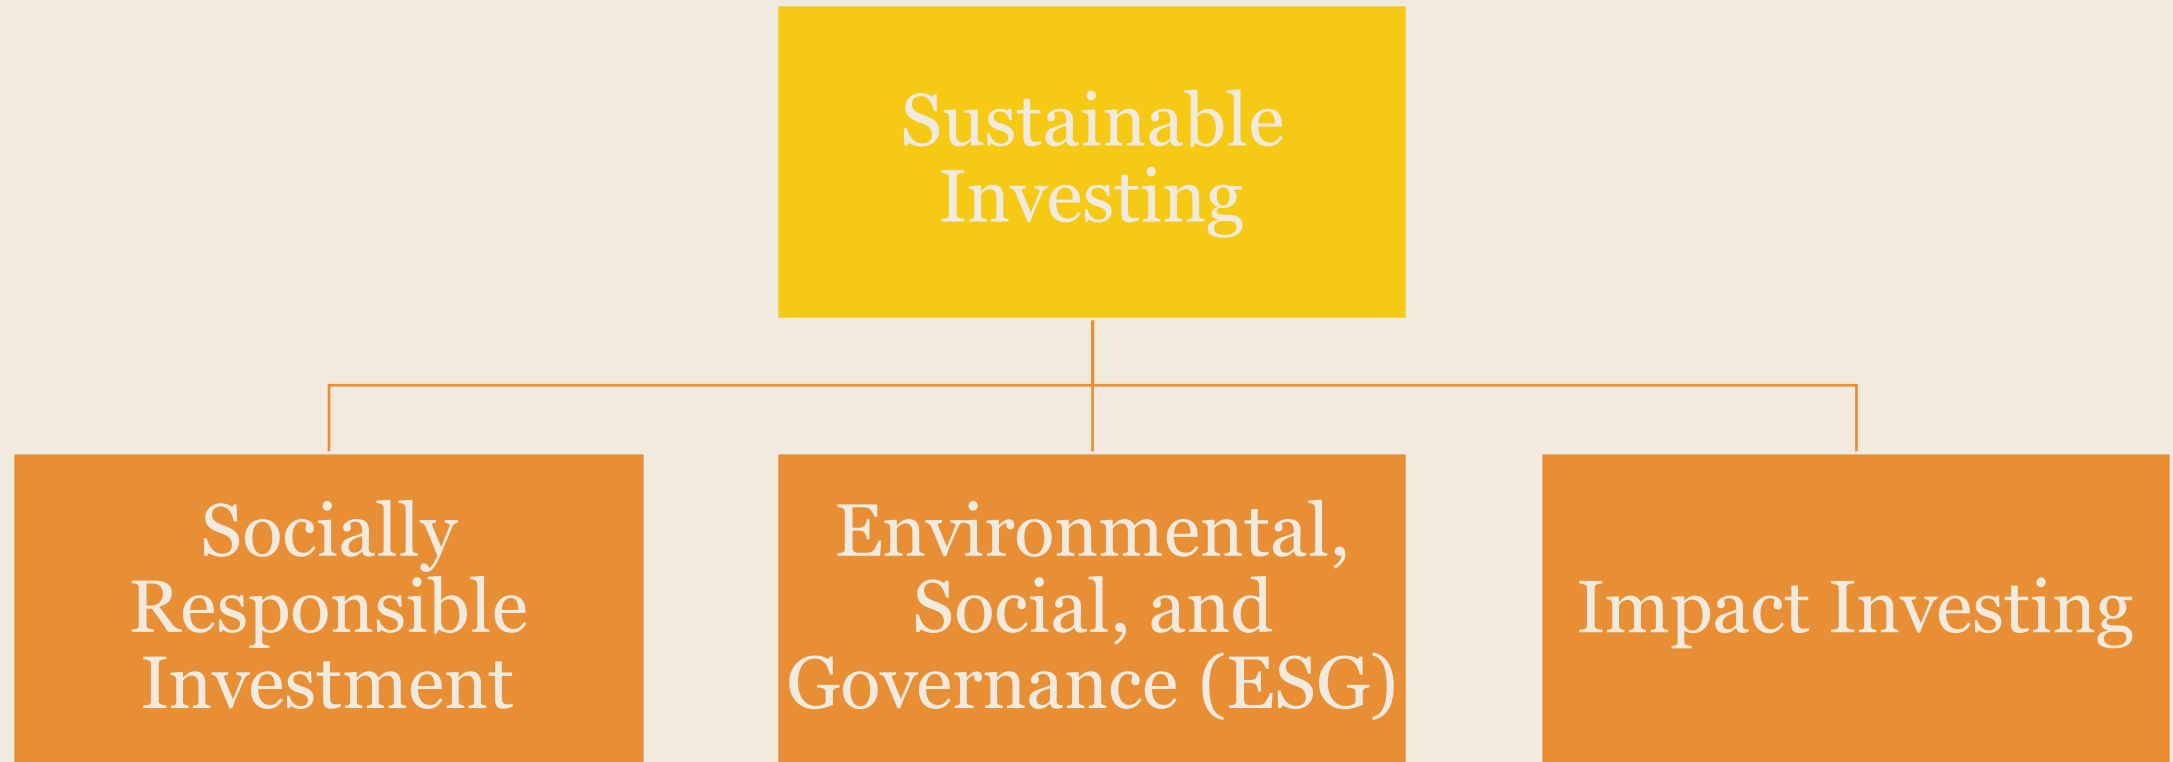 Sustainable
Investing
Socially
Responsible
Investment
Environmental,
Social, and
Governance (ESG)
Impact Investing